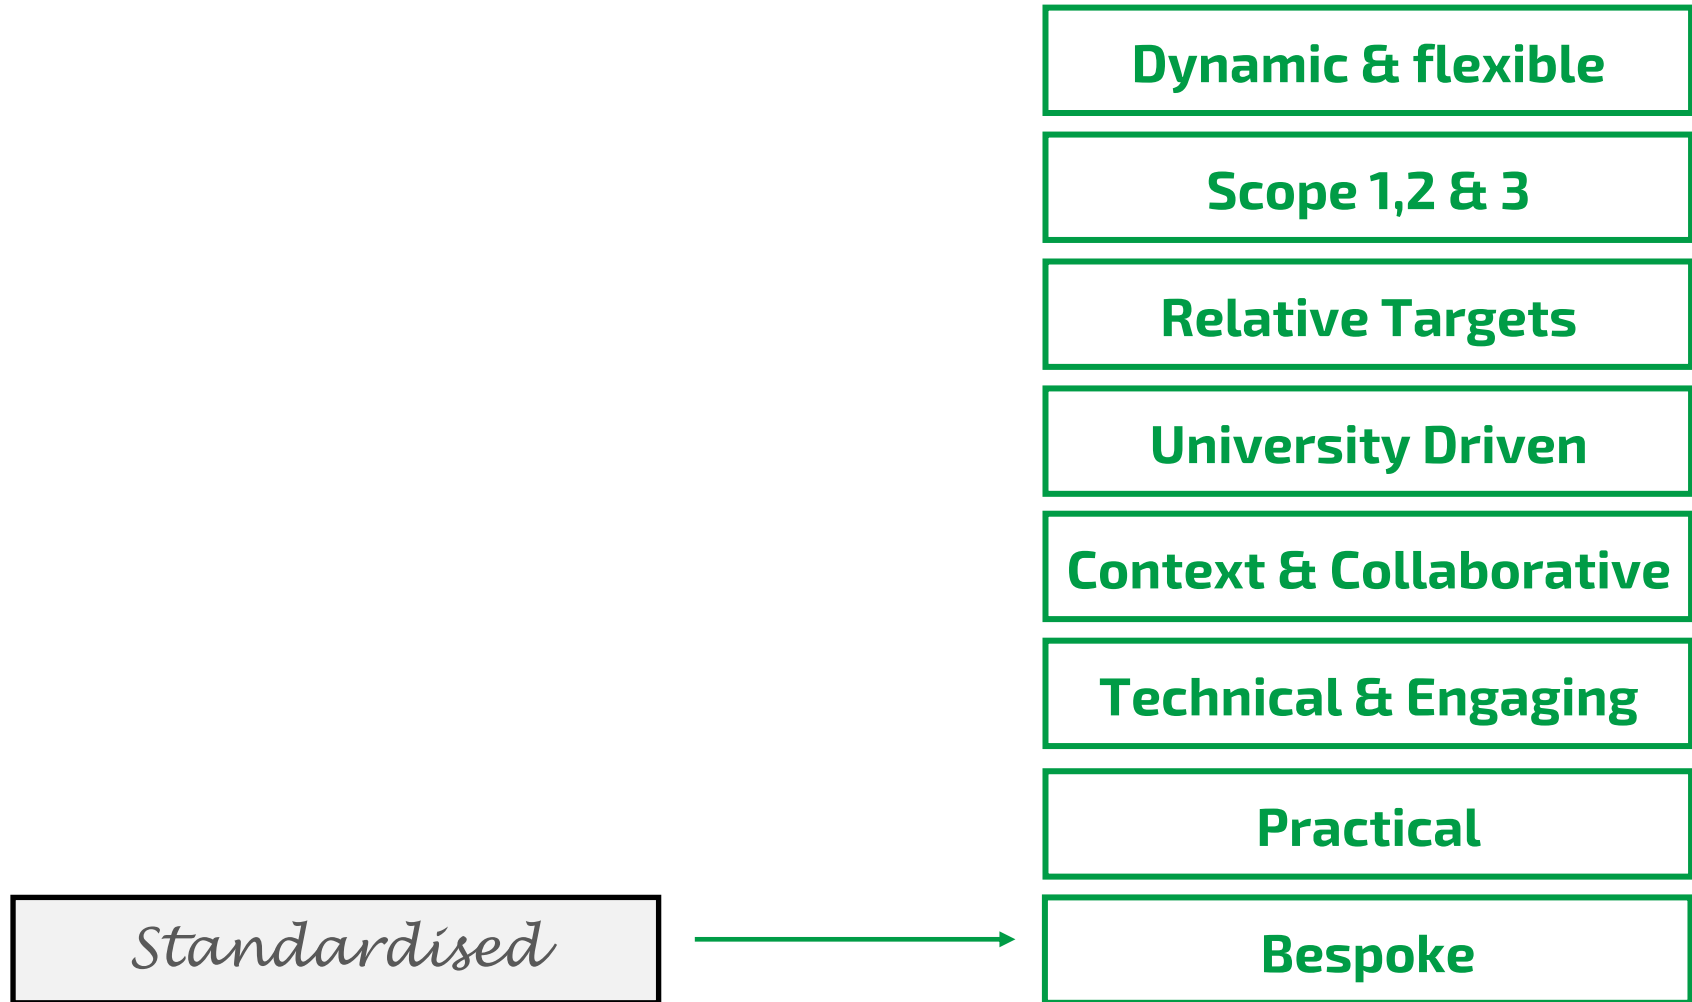 Dynamic & flexible
Scope 1,2 & 3
Relative Targets
University Driven
Context & Collaborative
Technical & Engaging
Practical
Standardised
Bespoke